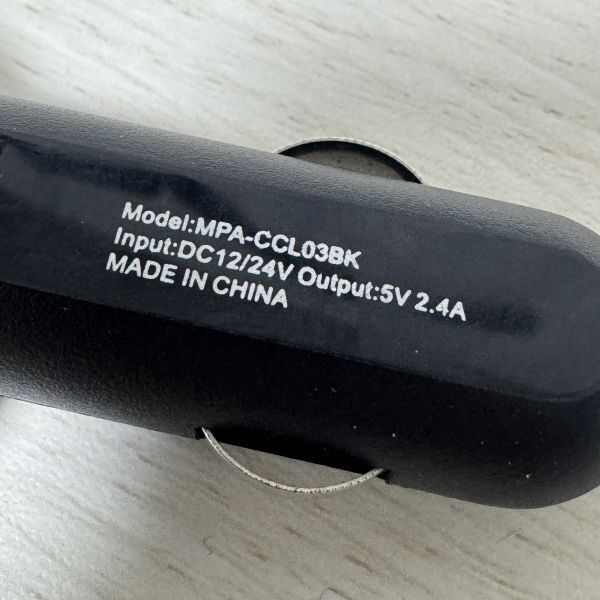 Model:MPA-CCL03BK
Input:DC12/24V Output:5V 2.4A
MADE IN CHINA